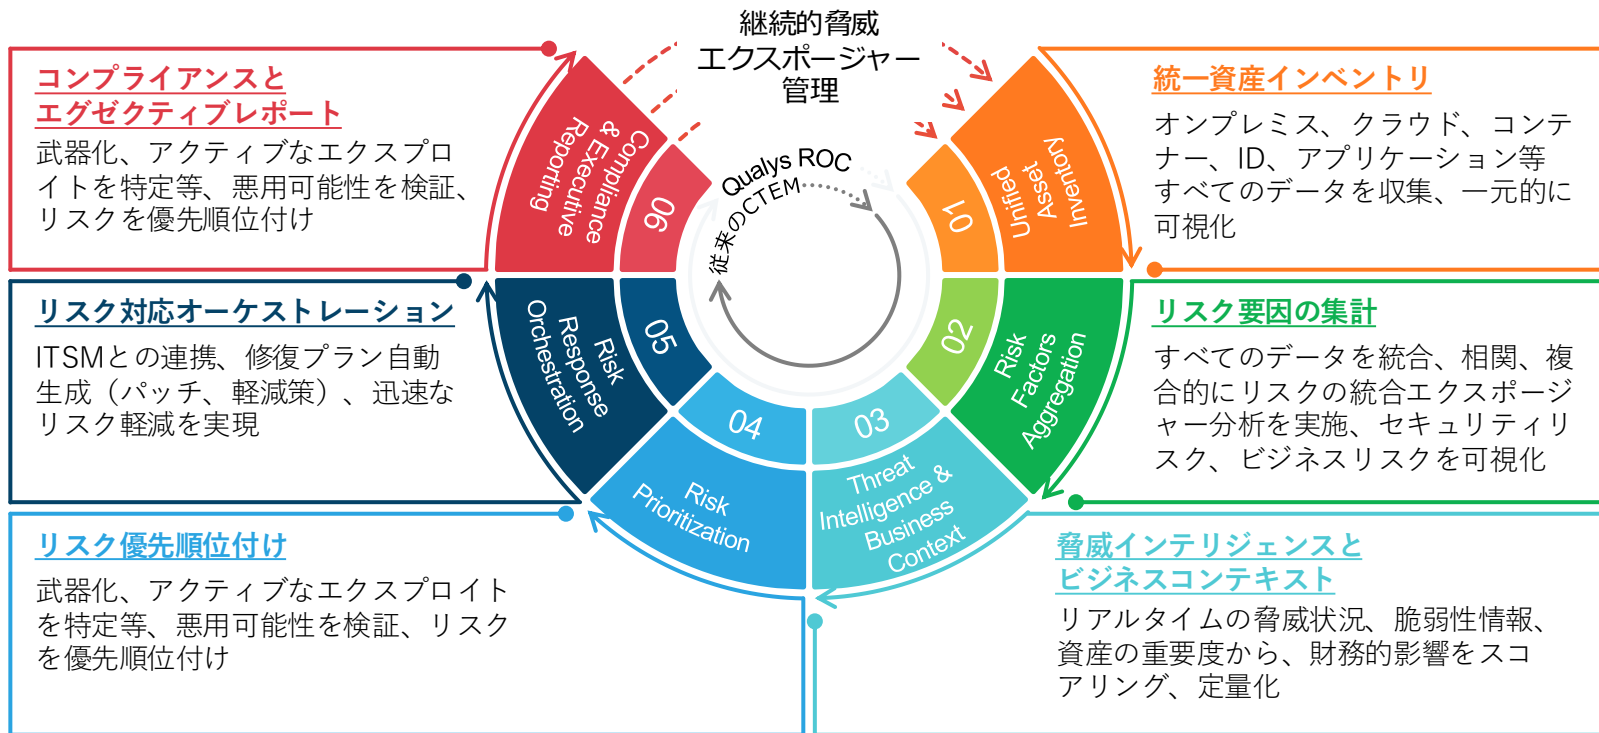 継続的脅威
エクスポージャー
管理
コンプライアンスと
エグゼクティブレポート
武器化、アクティブなエクスプロ
イトを特定等、悪用可能性を検証、
リスクを優先順位付け
リスク対応オーケストレーション
ITSMとの連携、修復プラン自動
生成（パッチ、軽減策）、迅速な
リスク軽減を実現
リスク優先順位付け
武器化、アクティブなエクスプロイト
を特定等、悪用可能性を検証、リスク
を優先順位付け
Compliance
& Executive
Reporting
06
Risk
Response
Orchestration
05
04
Risk
Prioritization
Qualys ROC
従来のCTEM
01
Unified
Asset
Inventory
02
Risk
Factors
Aggregation
03
Threat
Intelligence &
Business
Context
統一資産インベントリ
オンプレミス、クラウド、コンテ
ナー、ID、アプリケーション等
すべてのデータを収集、一元的に
可視化
リスク要因の集計
すべてのデータを統合、相関、複
合的にリスクの統合エクスポージ
ャー分析を実施、セキュリティリ
スク、ビジネスリスクを可視化
脅威インテリジェンスと
ビジネスコンテキスト
リアルタイムの脅威状況、脆弱性情報、
資産の重要度から、財務的影響をスコ
アリング、定量化